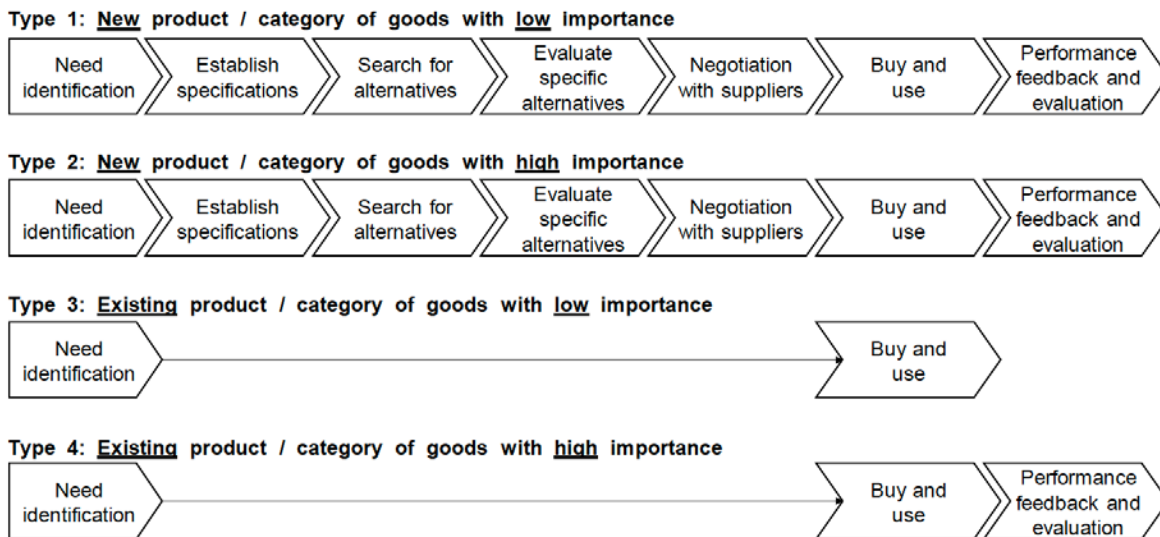 Type 1: New product / category of goods with low importance
Need
identification
Establish
specifications
Search for
alternatives
Evaluate
specific
alternatives
Negotiation
with suppliers
Buy and
use
Performance
feedback and
evaluation
Type 2: New product / category of goods with high importance
Need
identification
Establish
specifications
Search for
alternatives
Evaluate
specific
alternatives
Negotiation
with suppliers
Buy and
use
Performance
feedback and
evaluation
Type 3: Existing product / category of goods with low importance
Need
identification
Buy and
use
Type 4: Existing product / category of goods with high importance
Need
identification
Buy and
use
Performance
feedback and
evaluation